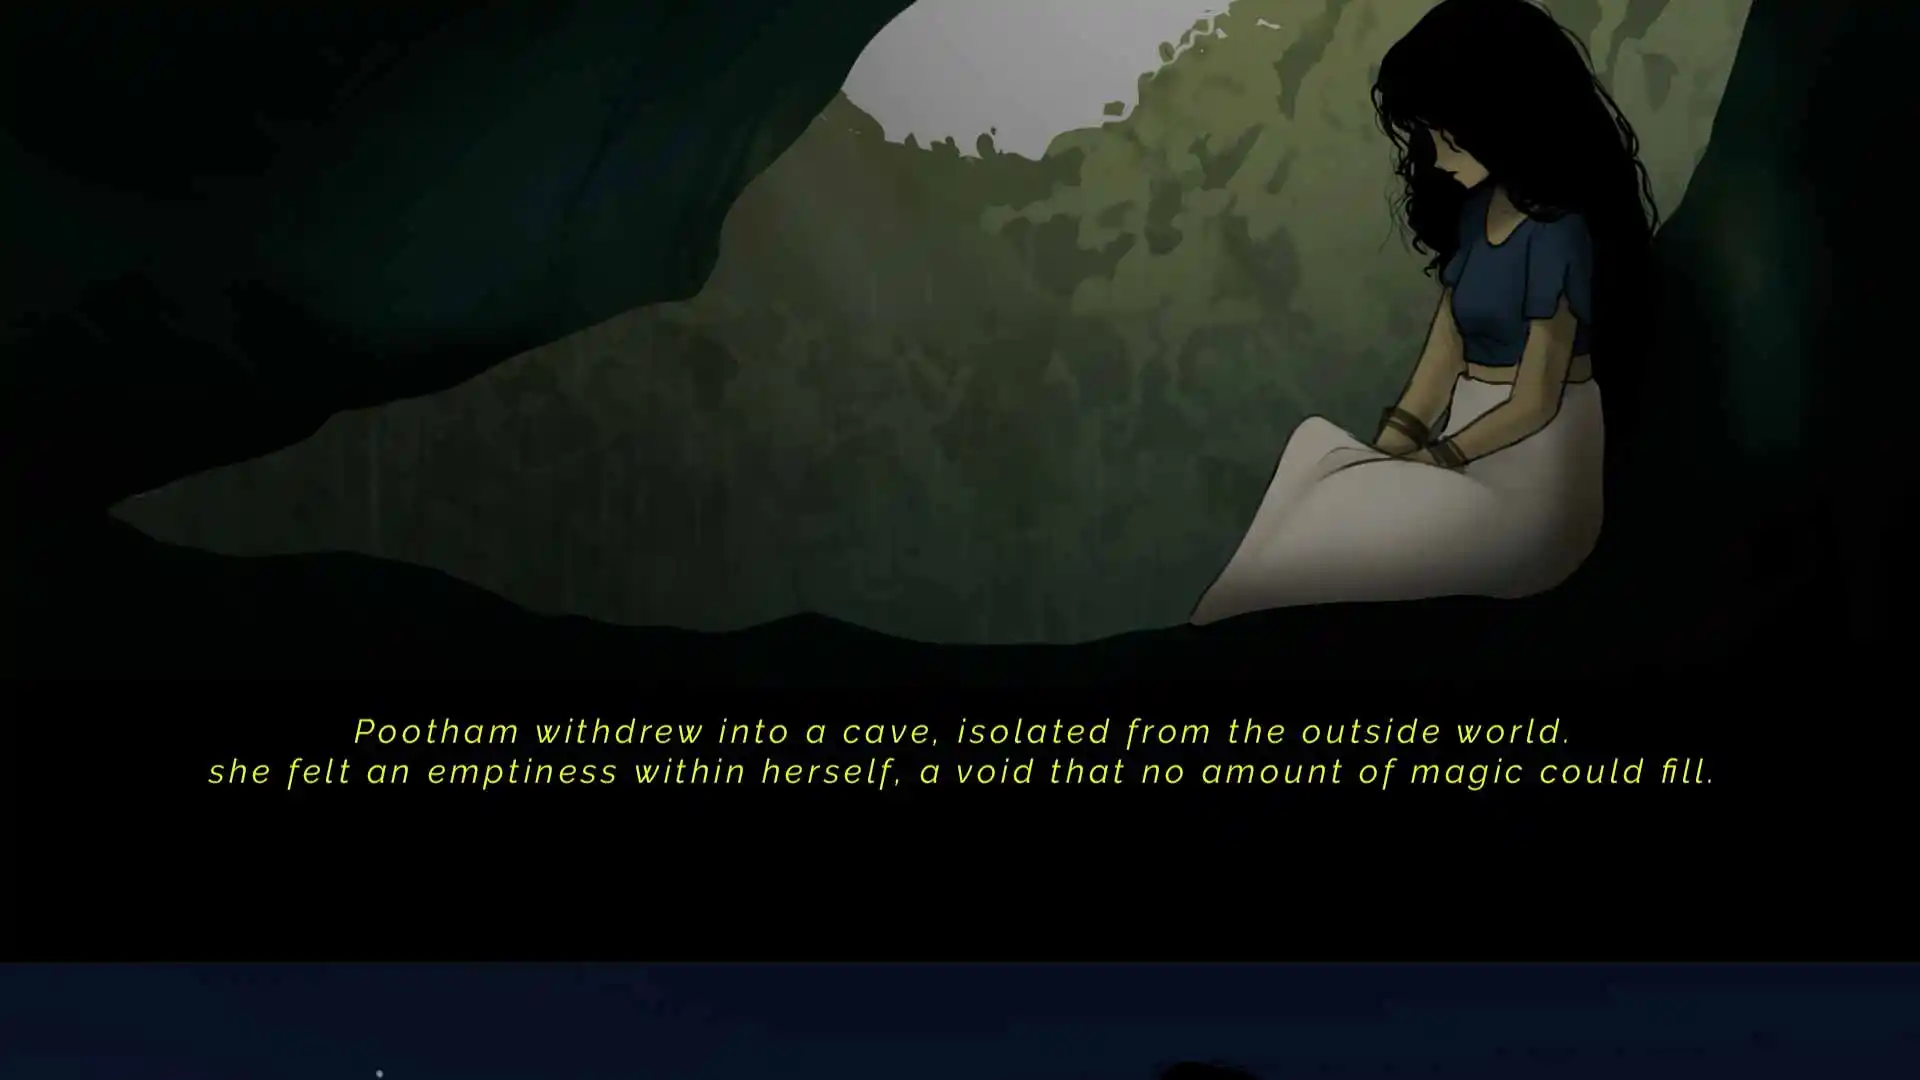 Pootham withdrew into a cave, isolated from the outside world.
she felt an emptiness within herself, a void that no amount of magic could fill.